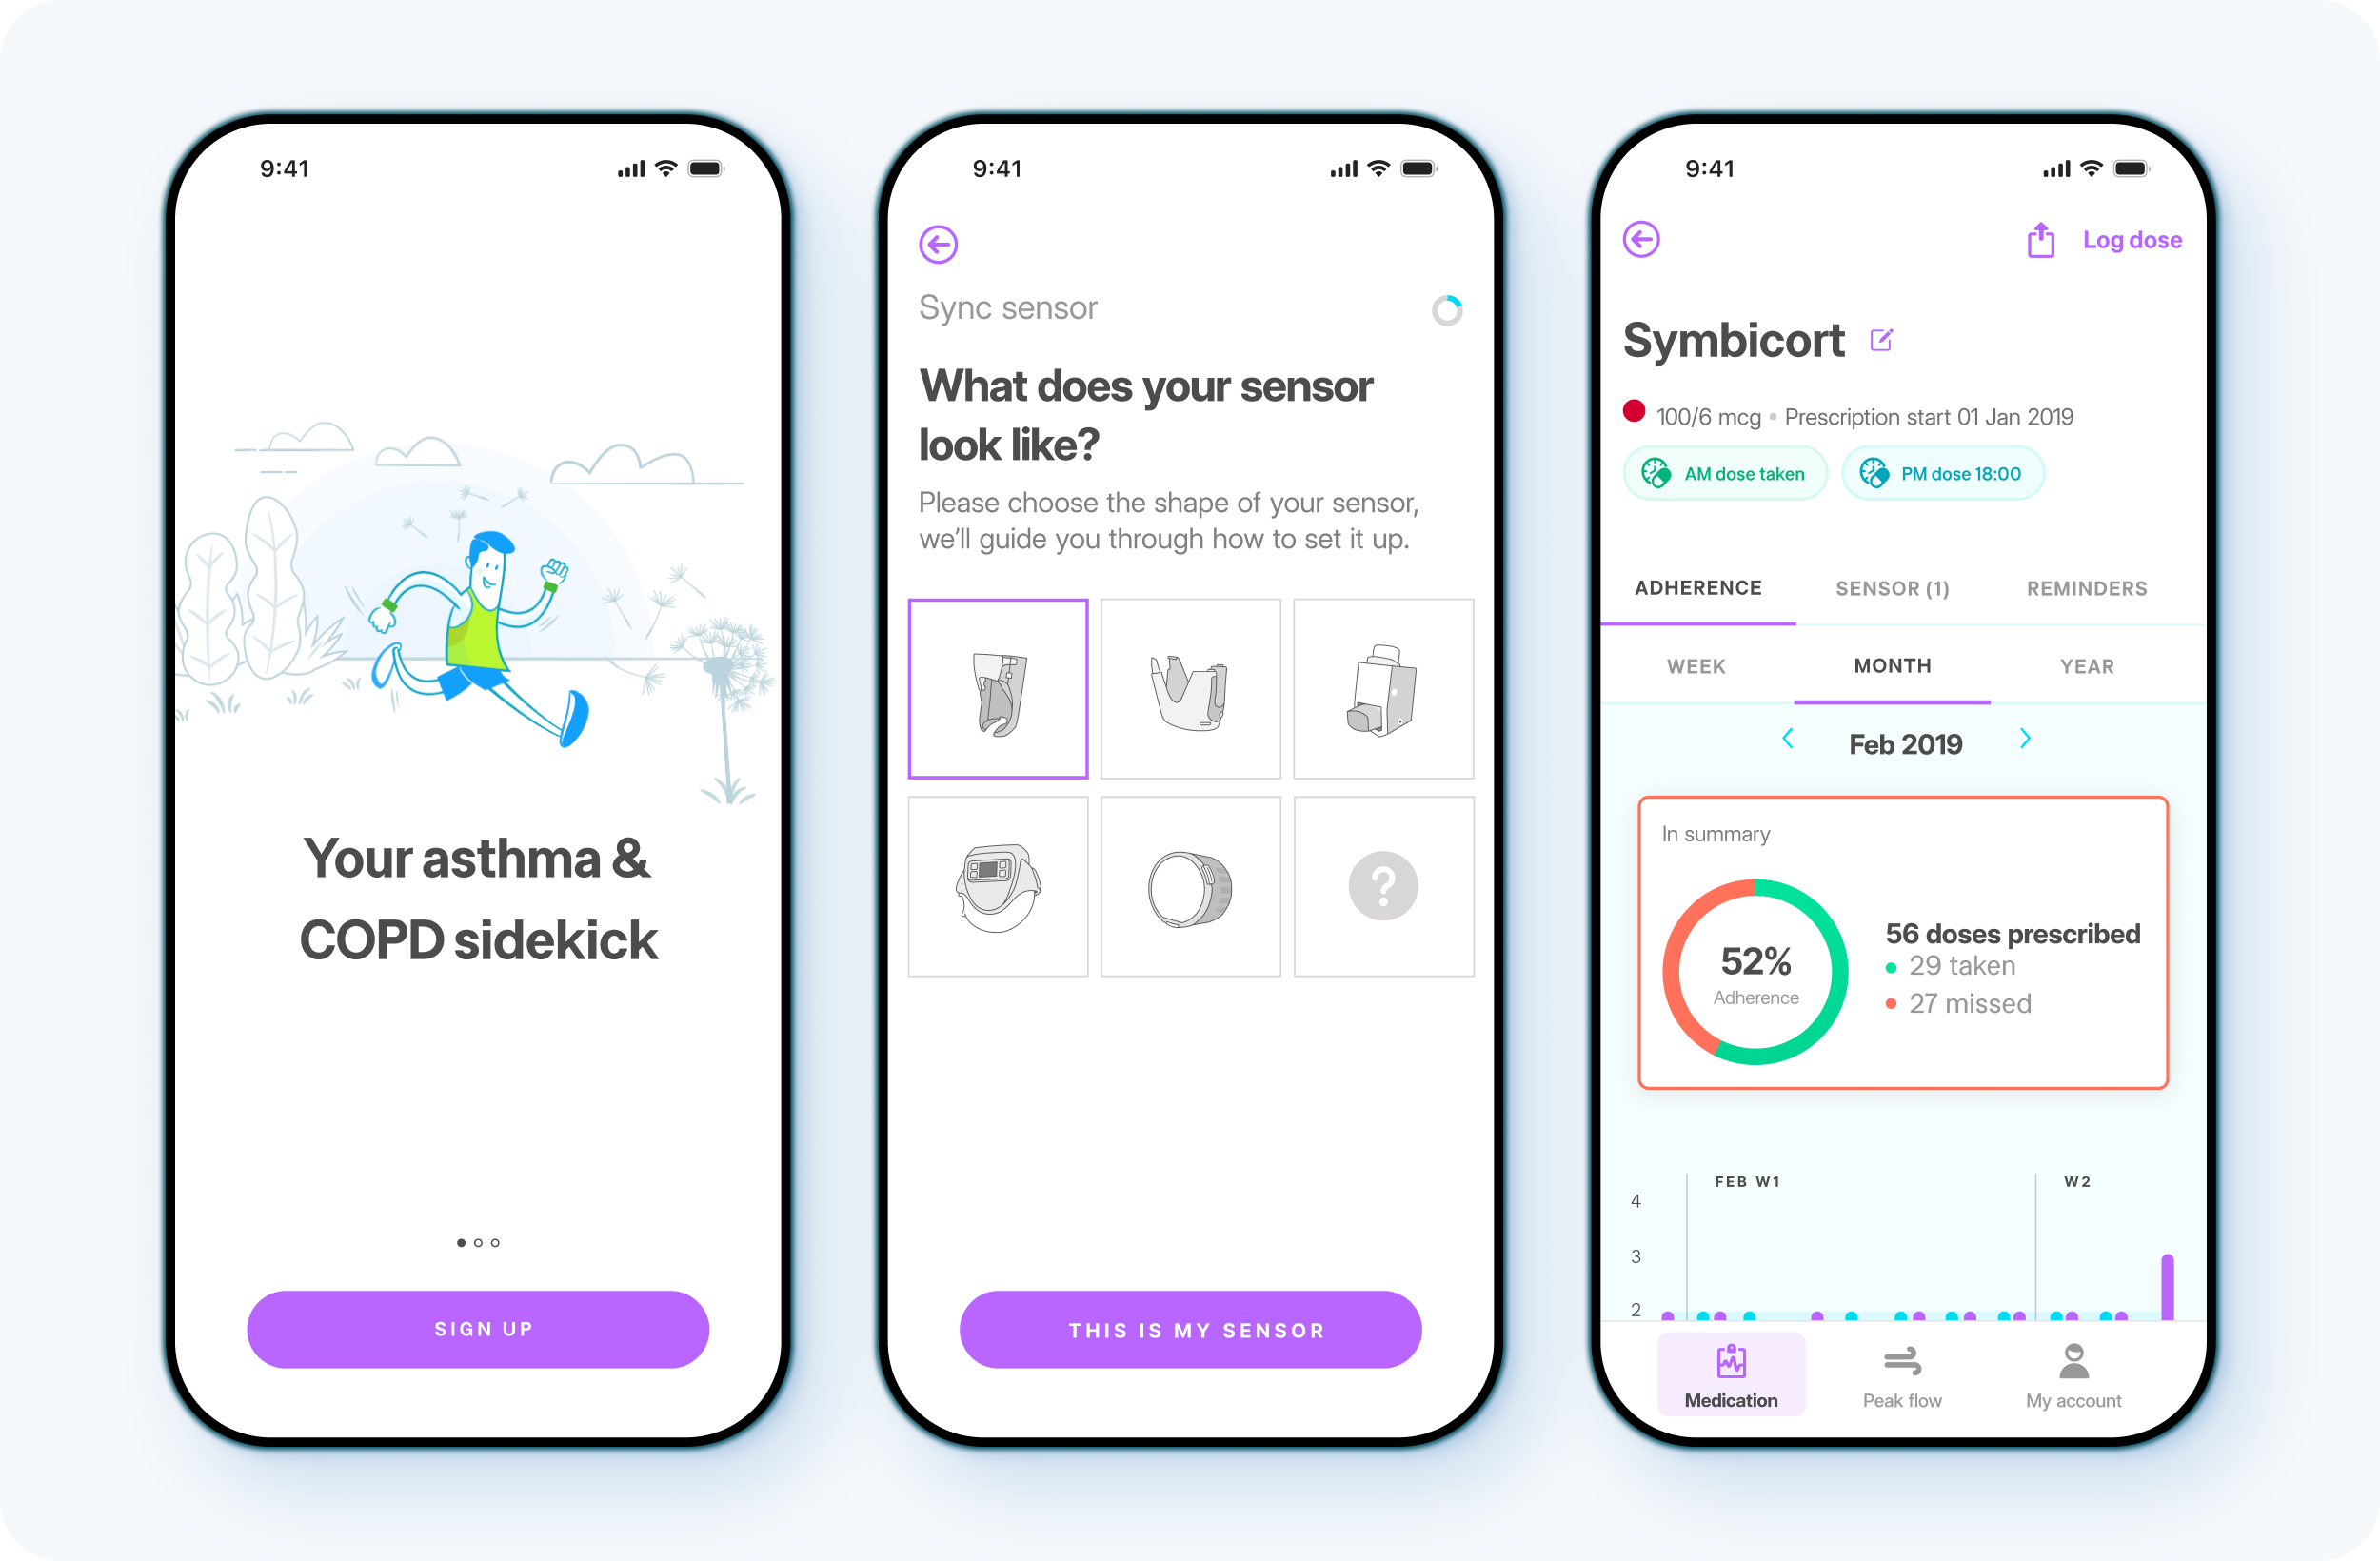 9:41
Your asthma &
COPD sidekick
SIGN UP
9:41
Sync sensor
What does your sensor
look like?
Please choose the shape of your sensor,
we'll guide you through how to set it up.
?
THIS IS MY SENSOR
9:41
Log dose
Symbicort
100/6 mcg • Prescription start 01 Jan 2019
AM dose taken
PM dose 18:00
ADHERENCE SENSOR (1) REMINDERS
WEEK MONTH YEAR
Feb 2019
In summary
52%
Adherence
56 doses prescribed
29 taken
27 missed
FEB W1 W2
4
3
2
Medication Peak flow My account